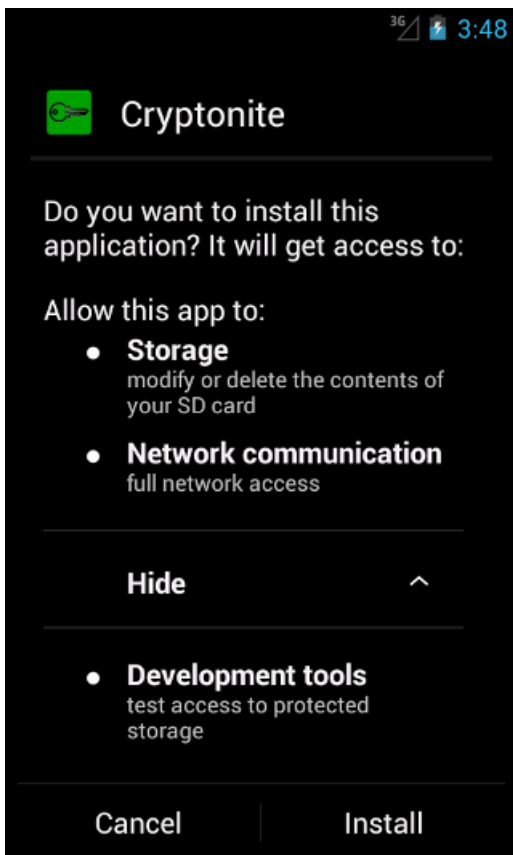 3G 3:48
Cryptonite
Do you want to install this
application? It will get access to:
Allow this app to:
● Storage
modify or delete the contents of
your SD card
● Network communication
full network access
Hide
● Development tools
test access to protected
storage
Cancel Install